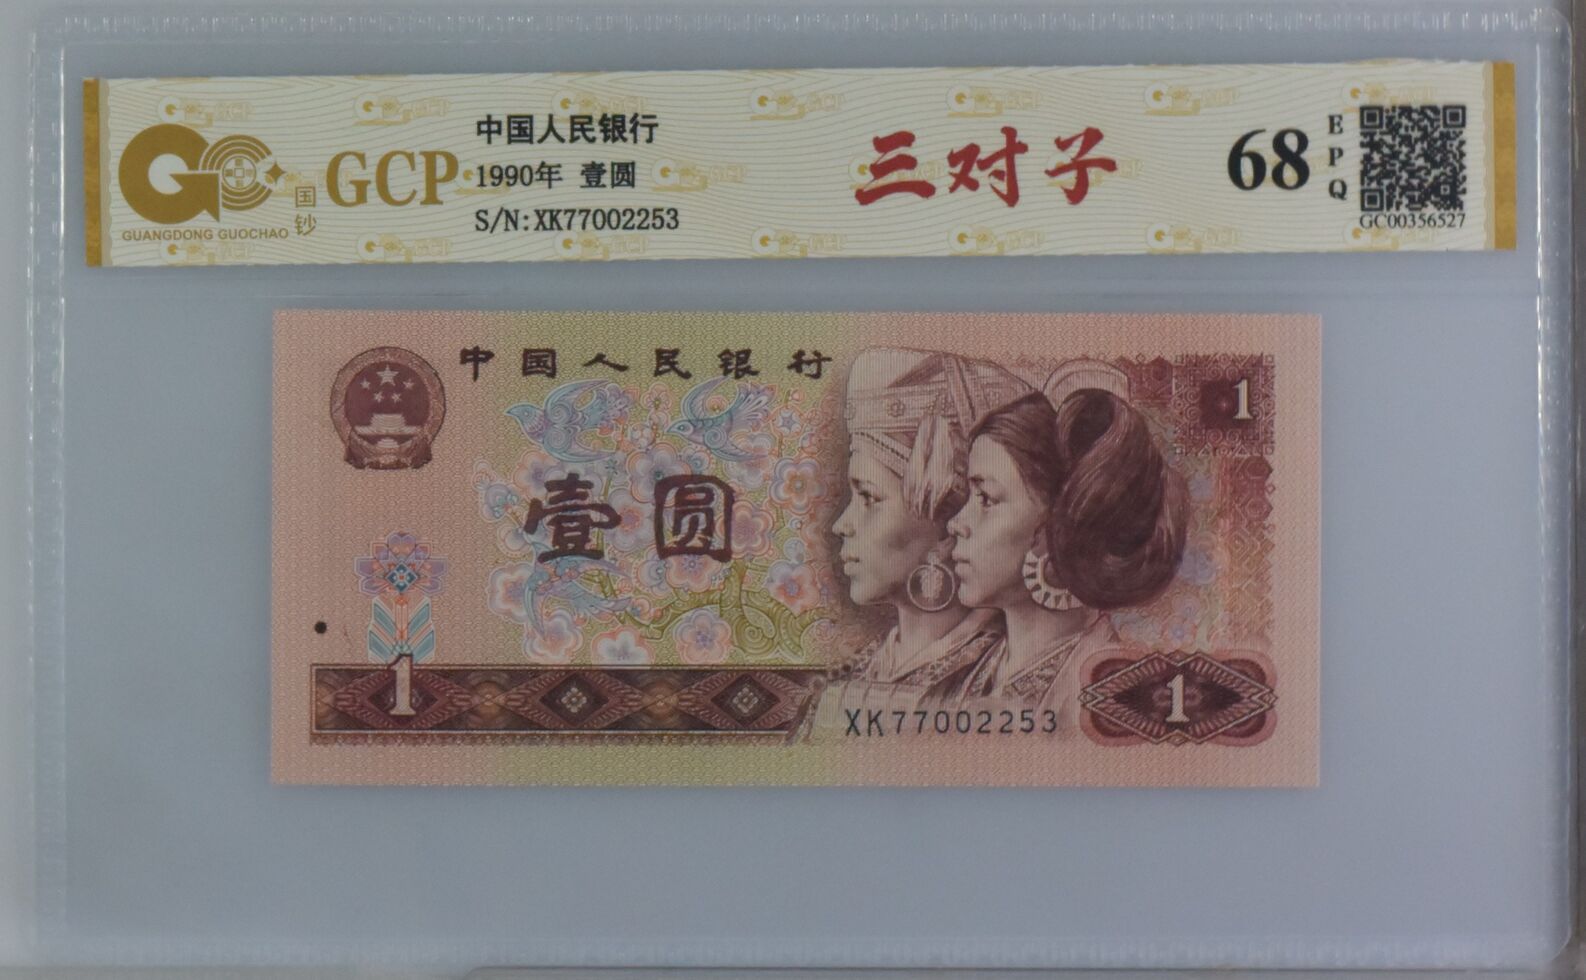 国钞
GCP
GUANGDONG GUOCHAO
中国人民银行
1990年 壹圆
S/N:XK77002253
三对子
68
EPQ
GC00356527
中国人民银行
1
壹圆
1
XK77002253
1